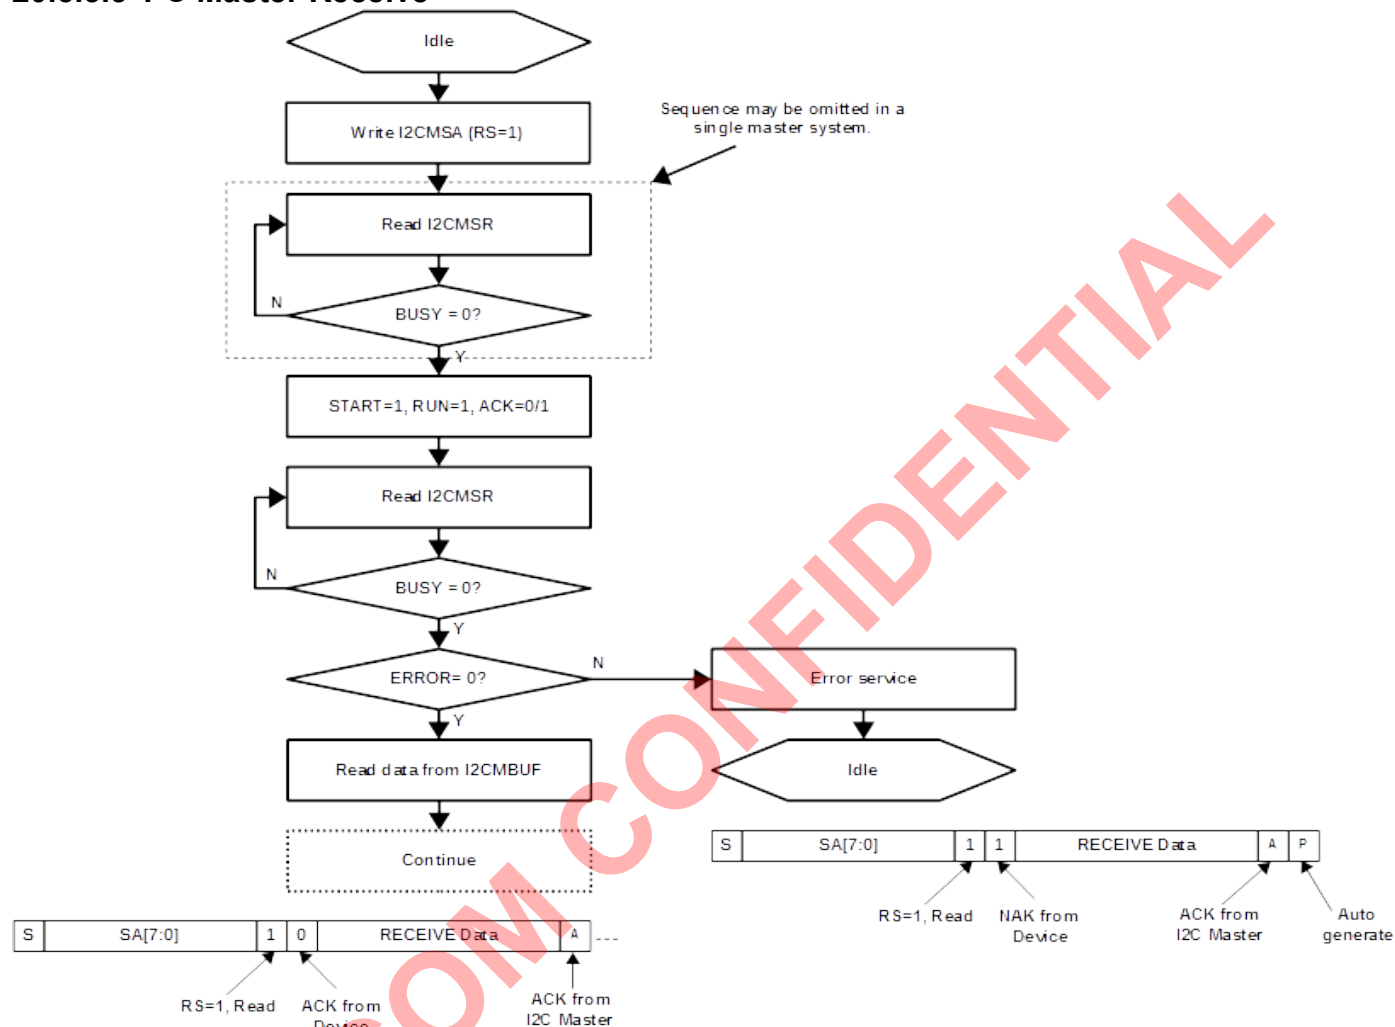 Idle
Write I2CMSA (RS=1)
Sequence may be omitted in a
single master system.
Read I2CMSR
N
BUSY = 0?
Y
START=1, RUN=1, ACK=0/1
Read I2CMSR
N
BUSY = 0?
Y
ERROR= 0?
N
Error service
Y
Read data from I2CMBUF
Idle
Continue
S SA[7:0] 1 1 RECEIVE Data A P
RS=1, Read
NAK from
Device
ACK from
I2C Master
Auto
generate
S SA[7:0] 1 0 RECEIVE Data A
RS=1, Read
ACK from
Device
ACK from
I2C Master
COM CONFIDENTIAL